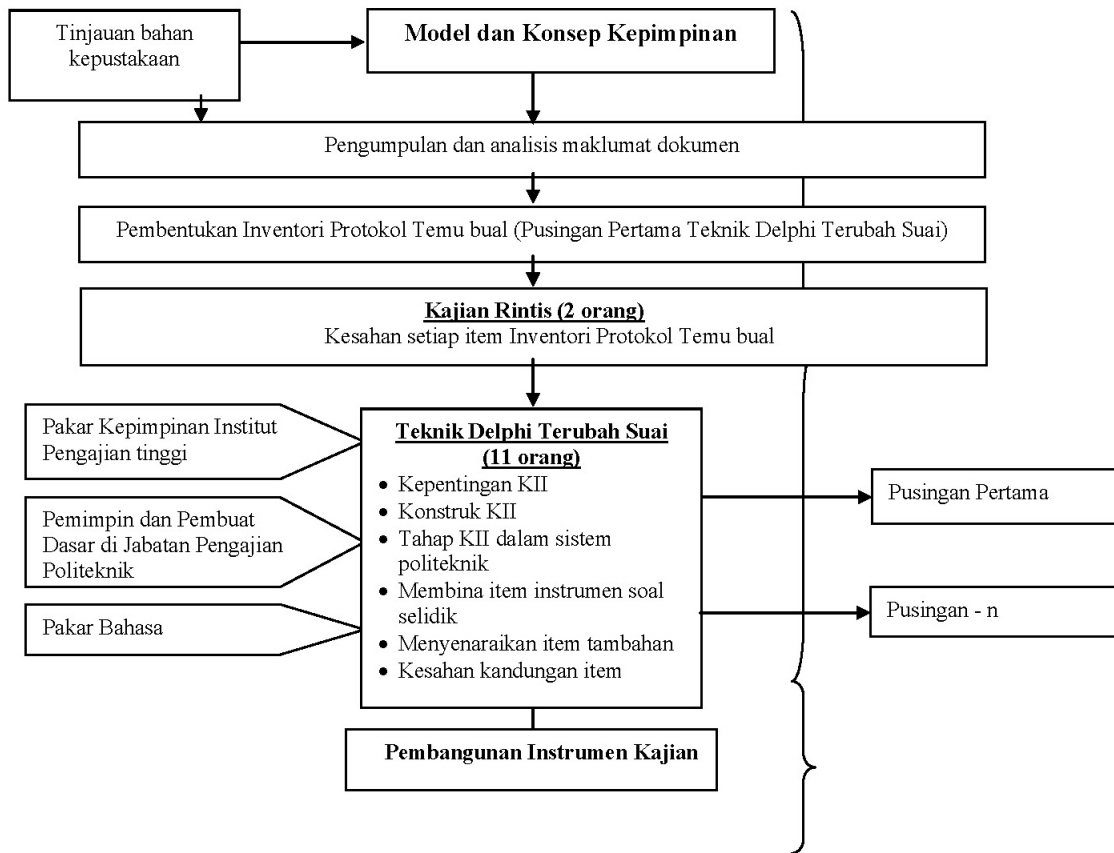 Tinjauan bahan
kepustakaan
Model dan Konsep Kepimpinan
Pengumpulan dan analisis maklumat dokumen
Pembentukan Inventori Protokol Temu bual (Pusingan Pertama Teknik Delphi Terubah Suai)
Kajian Rintis (2 orang)
Kesahan setiap item Inventori Protokol Temu bual
Pakar Kepimpinan Institut
Pengajian tinggi
Pemimpin dan Pembuat
Dasar di Jabatan Pengajian
Politeknik
Pakar Bahasa
Teknik Delphi Terubah Suai
(11 orang)
• Kepentingan KII
• Konstruk KII
• Tahap KII dalam sistem
politeknik
• Membina item instrumen soal
selidik
• Menyenaraikan item tambahan
• Kesahan kandungan item
Pusingan Pertama
Pusingan - n
Pembangunan Instrumen Kajian